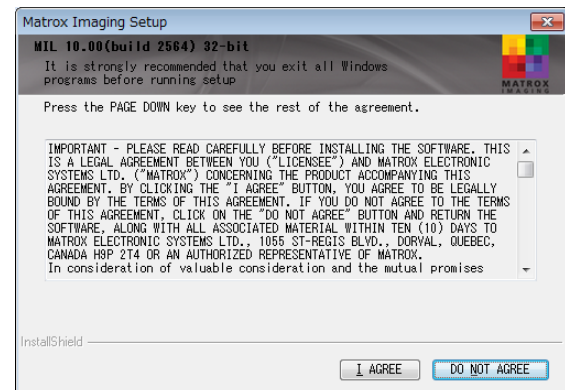 Matrox Imaging Setup
MIL 10.00(build 2564) 32-bit
It is strongly recommended that you exit all Windows
programs before running setup
MATROX
IMAGING
Press the PAGE DOWN key to see the rest of the agreement.
IMPORTANT - PLEASE READ CAREFULLY BEFORE INSTALLING THE SOFTWARE. THIS
IS A LEGAL AGREEMENT BETWEEN YOU ("LICENSEE") AND MATROX ELECTRONIC
SYSTEMS LTD. ("MATROX") CONCERNING THE PRODUCT ACCOMPANYING THIS
AGREEMENT. BY CLICKING THE "I AGREE" BUTTON, YOU AGREE TO BE LEGALLY
BOUND BY THE TERMS OF THIS AGREEMENT. IF YOU DO NOT AGREE TO THE TERMS
OF THIS AGREEMENT, CLICK ON THE "DO NOT AGREE" BUTTON AND RETURN THE
SOFTWARE, ALONG WITH ALL ASSOCIATED MATERIAL WITHIN TEN (10) DAYS TO
MATROX ELECTRONIC SYSTEMS LTD., 1055 ST-REGIS BLVD., DORVAL, QUEBEC,
CANADA H9P 2T4 OR AN AUTHORIZED REPRESENTATIVE OF MATROX.
In consideration of valuable consideration and the mutual promises
InstallShield
I AGREE
DO NOT AGREE